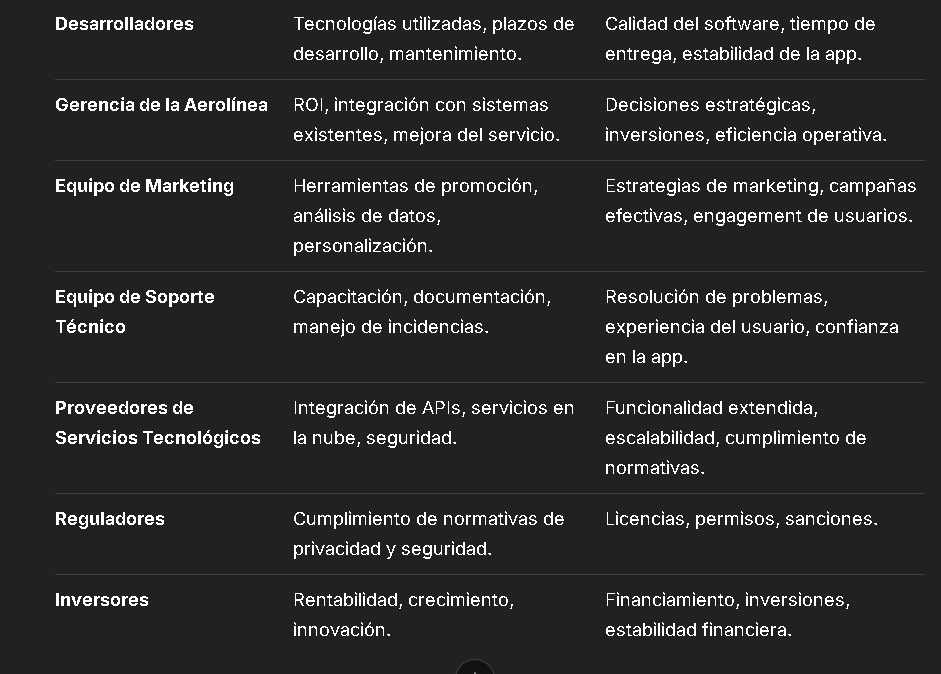 Desarrolladores
Tecnologías utilizadas, plazos de
desarrollo, mantenimiento.
Calidad del software, tiempo de
entrega, estabilidad de la app.
Gerencia de la Aerolínea
ROI, integración con sistemas
existentes, mejora del servicio.
Decisiones estratégicas,
inversiones, eficiencia operativa.
Equipo de Marketing
Herramientas de promoción,
análisis de datos,
personalización.
Estrategias de marketing, campañas
efectivas, engagement de usuarios.
Equipo de Soporte
Técnico
Capacitación, documentación,
manejo de incidencias.
Resolución de problemas,
experiencia del usuario, confianza
en la app.
Proveedores de
Servicios Tecnológicos
Integración de APIs, servicios en
la nube, seguridad.
Funcionalidad extendida,
escalabilidad, cumplimiento de
normativas.
Reguladores
Cumplimiento de normativas de
privacidad y seguridad.
Licencias, permisos, sanciones.
Inversores
Rentabilidad, crecimiento,
innovación.
Financiamiento, inversiones,
estabilidad financiera.